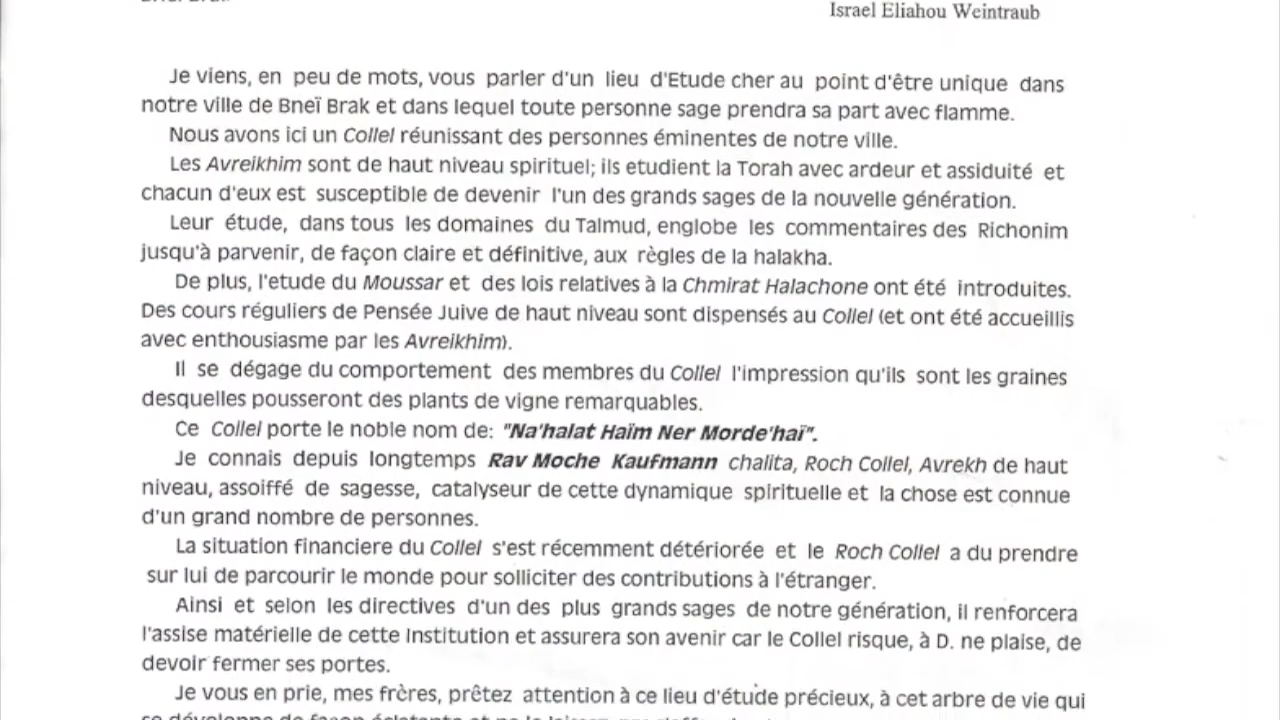 Israel Eliahou Weintraub
Je viens, en peu de mots, vous parler d'un lieu d'Etude cher au point d'être unique dans
notre ville de Bneï Brak et dans lequel toute personne sage prendra sa part avec flamme.
Nous avons ici un Collel réunissant des personnes éminentes de notre ville.
Les Avreikhim sont de haut niveau spirituel; ils etudient la Torah avec ardeur et assiduité et
chacun d'eux est susceptible de devenir l'un des grands sages de la nouvelle génération.
Leur étude, dans tous les domaines du Talmud, englobe les commentaires des Richonim
jusqu'à parvenir, de façon claire et définitive, aux règles de la halakha.
De plus, l'etude du Moussar et des lois relatives à la Chmirat Halachone ont été introduites.
Des cours réguliers de Pensée Juive de haut niveau sont dispensés au Collel (et ont été accueillis
avec enthousiasme par les Avreikhim).
Il se dégage du comportement des membres du Collel l'impression qu'ils sont les graines
desquelles pousseront des plants de vigne remarquables.
Ce Collel porte le noble nom de: "Na'halat Haïm Ner Morde'haï".
Je connais depuis longtemps Rav Moche Kaufmann chalita, Roch Collel, Avrekh de haut
niveau, assoiffé de sagesse, catalyseur de cette dynamique spirituelle et la chose est connue
d'un grand nombre de personnes.
La situation financiere du Collel s'est récemment détériorée et le Roch Collel a du prendre
sur lui de parcourir le monde pour solliciter des contributions à l'étranger.
Ainsi et selon les directives d'un des plus grands sages de notre génération, il renforcera
l'assise matérielle de cette Institution et assurera son avenir car le Collel risque, à D. ne plaise, de
devoir fermer ses portes.
Je vous en prie, mes frères, prêtez attention à ce lieu d'étude précieux, à cet arbre de vie qui